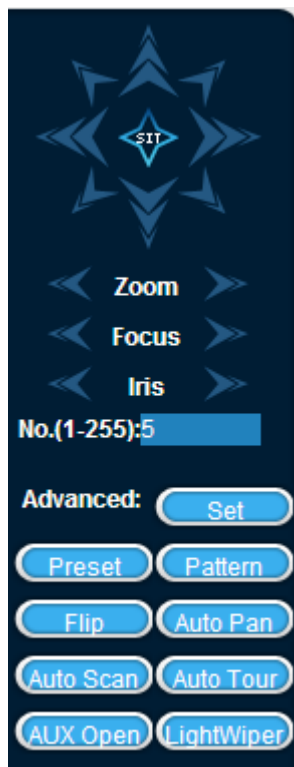 SIT
Zoom
Focus
Iris
No.(1-255):5
Advanced: Set
Preset Pattern
Flip Auto Pan
Auto Scan Auto Tour
AUX Open LightWiper